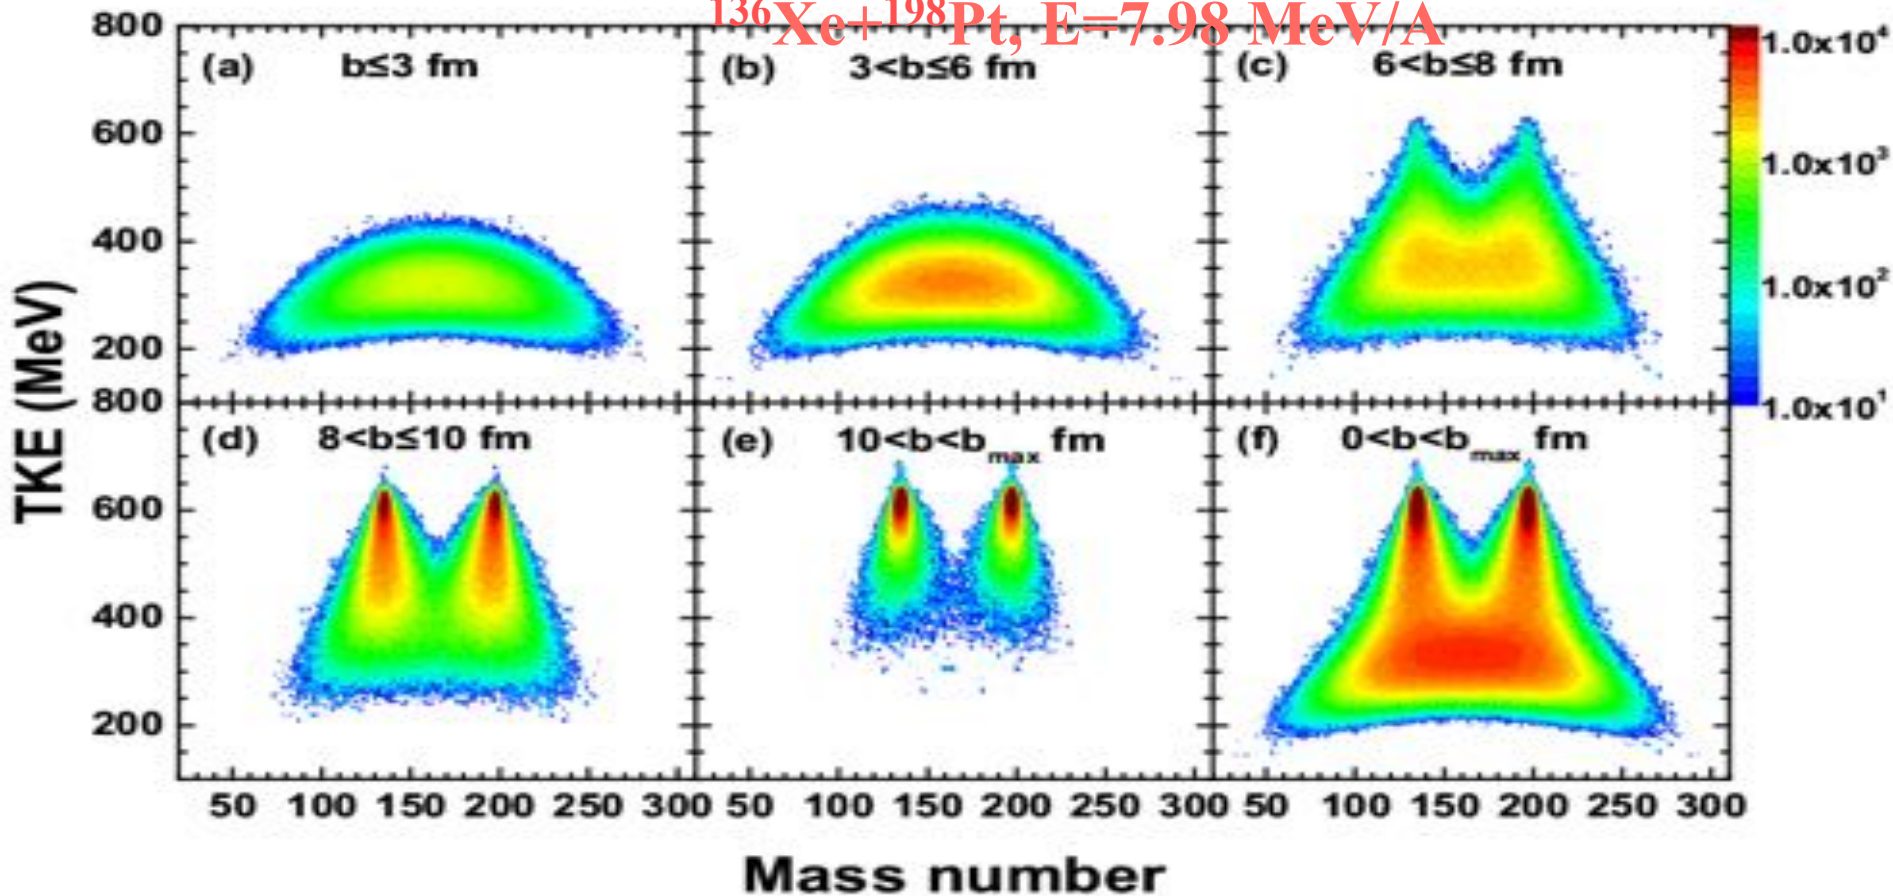 ¹³⁶Xe+¹⁹⁸Pt, E=7.98 MeV/A
800
(a) b≤3 fm
(b) 3<b≤6 fm
(c) 6<b≤8 fm
1.0x10⁴
600
1.0x10³
400
1.0x10²
200
1.0x10¹
TKE (MeV)
800
(d) 8<b≤10 fm
(e) 10<b<bₘₐₓ fm
(f) 0<b<bₘₐₓ fm
600
400
200
50 100 150 200 250 300 50 100 150 200 250 300 50 100 150 200 250 300
Mass number